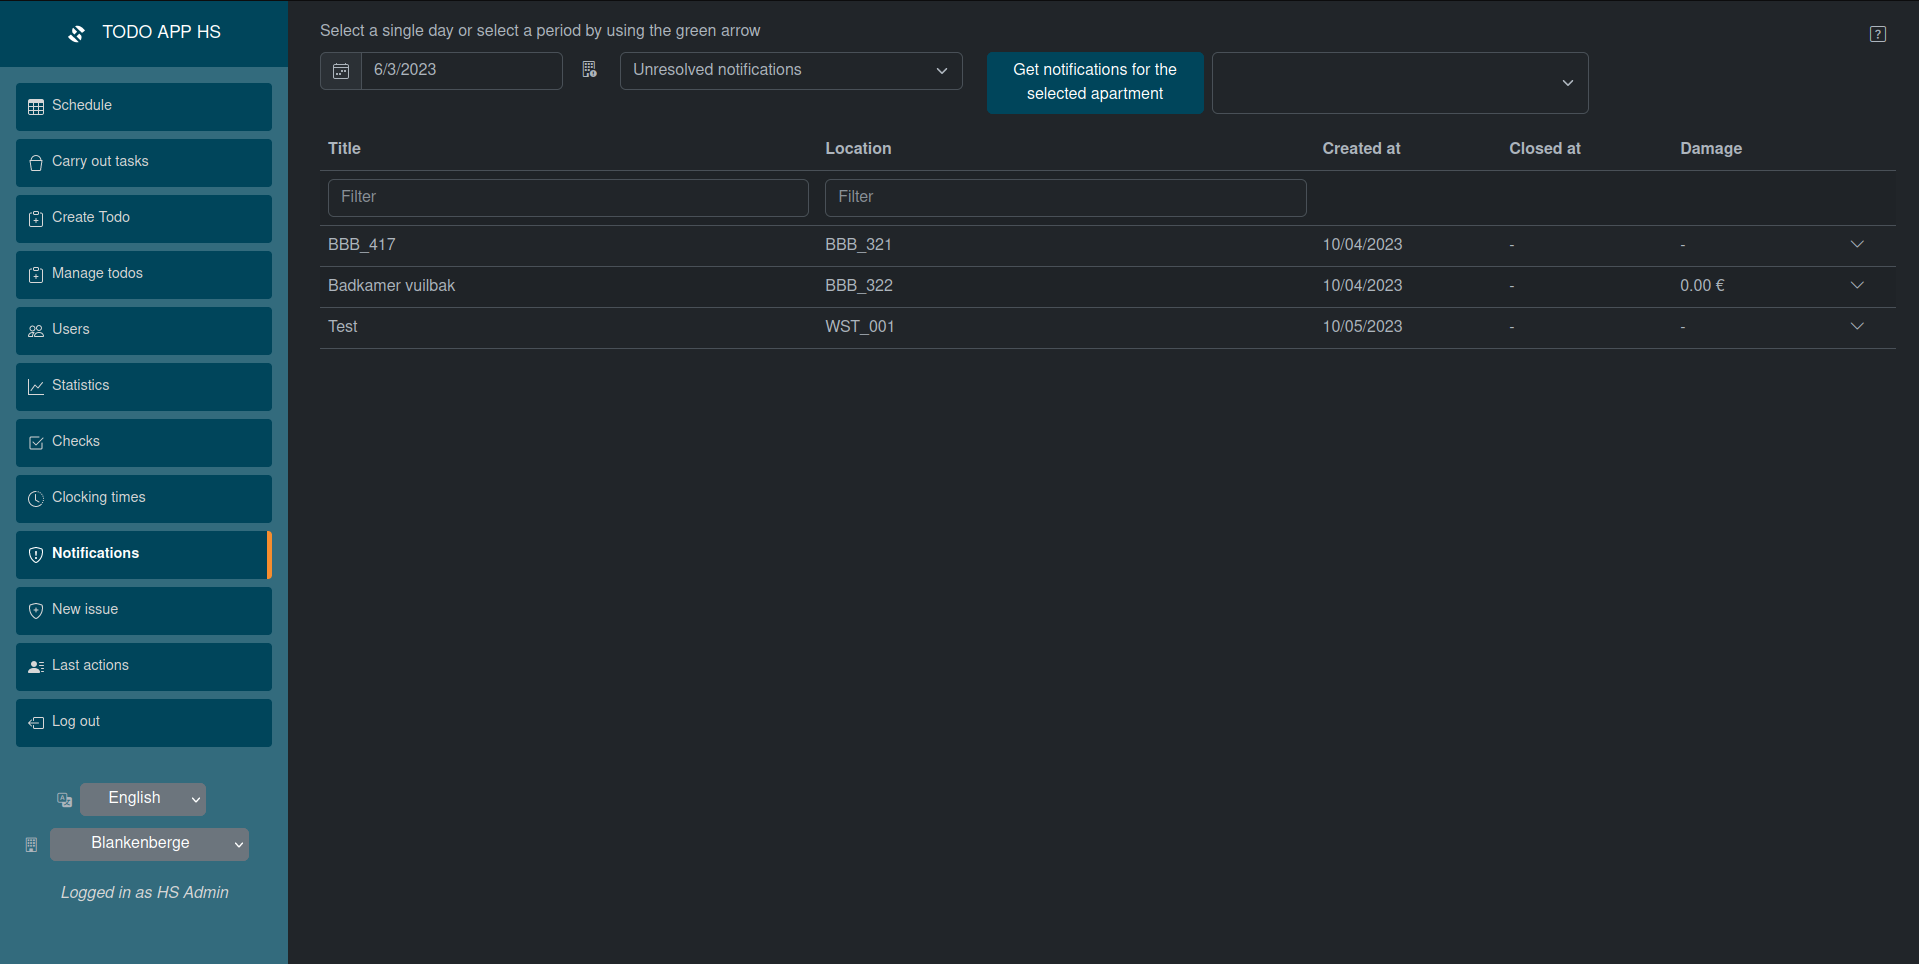 TODO APP HS
Schedule
Carry out tasks
Create Todo
Manage todos
Users
Statistics
Checks
Clocking times
Notifications
New issue
Last actions
Log out
English
Blankenberge
Logged in as HS Admin
Select a single day or select a period by using the green arrow
6/3/2023
Unresolved notifications
Get notifications for the
selected apartment
Title Location Created at Closed at Damage
Filter Filter
BBB_417 BBB_321 10/04/2023 - -
Badkamer vuilbak BBB_322 10/04/2023 - 0.00 €
Test WST_001 10/05/2023 - -